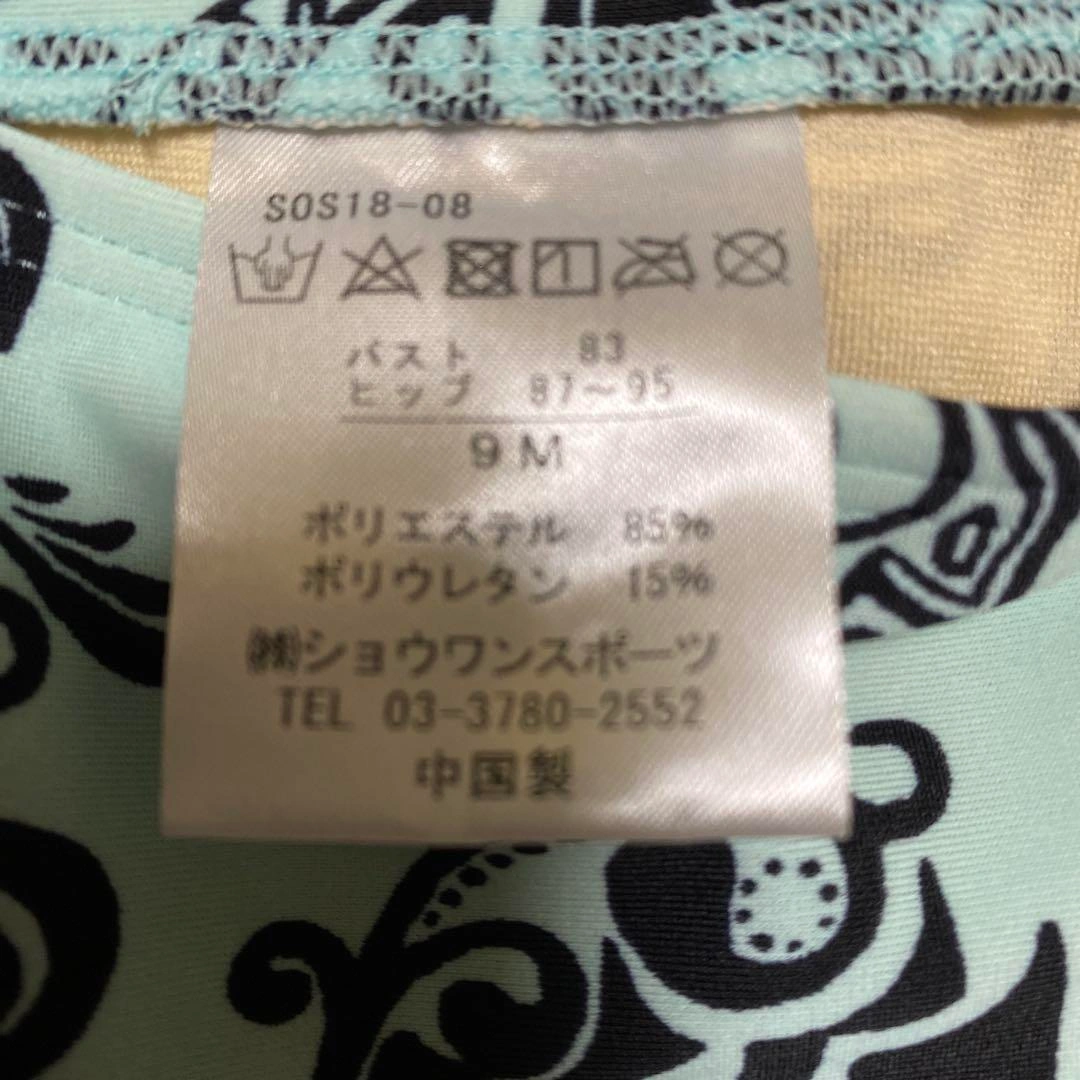 SOS18-08
バスト 83
ヒップ 87～95
9M
ポリエステル 85%
ポリウレタン 15%
㈱ショウワンスポーツ
TEL 03-3780-2552
中国製